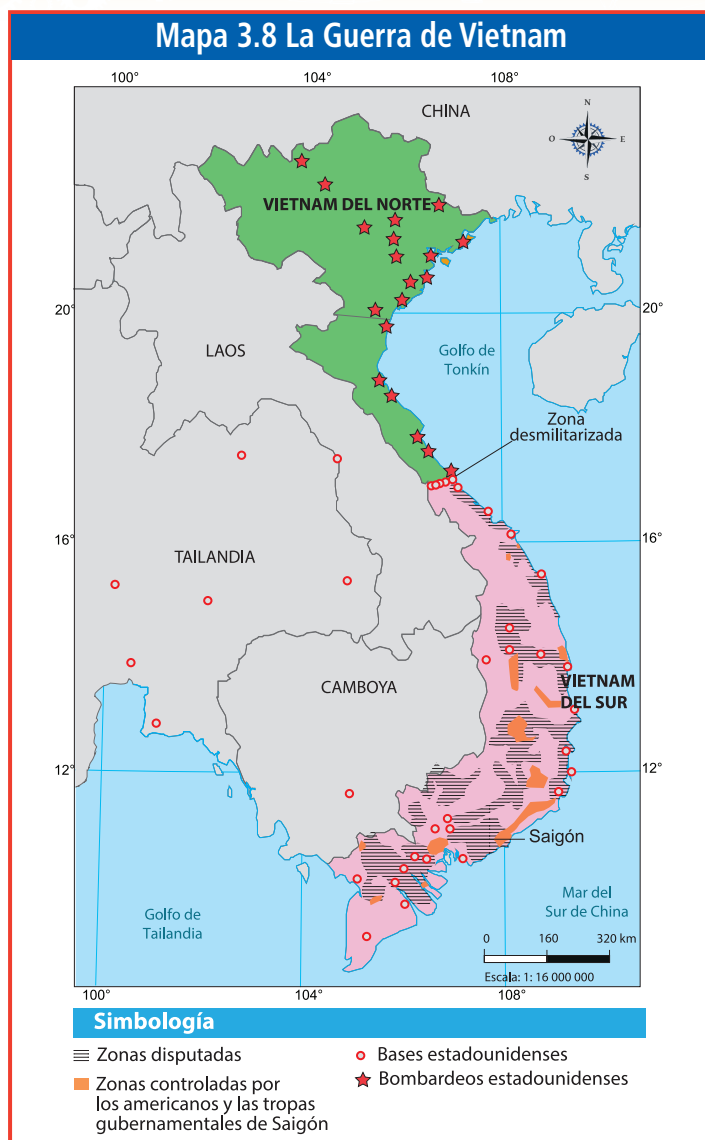 Mapa 3.8 La Guerra de Vietnam
100° 104° 108°
CHINA
N
O E
S
VIETNAM DEL NORTE
20° 20°
LAOS
Golfo de
Tonkín
Zona
desmilitarizada
16° 16°
TAILANDIA
CAMBOYA
VIETNAM
DEL SUR
12° 12°
Saigón
Golfo de
Tailandia
Mar del
Sur de China
0 160 320 km
Escala: 1: 16 000 000
100° 104° 108°
Simbología
Zonas disputadas
Zonas controladas por
los americanos y las tropas
gubernamentales de Saigón
Bases estadounidenses
Bombardeos estadounidenses